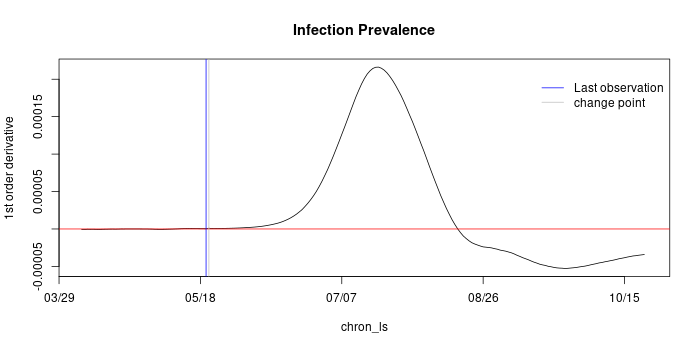 Infection Prevalence
1st order derivative
0.00015
0.00005
-0.00005
Last observation
change point
03/29 05/18 07/07 08/26 10/15
chron_ls